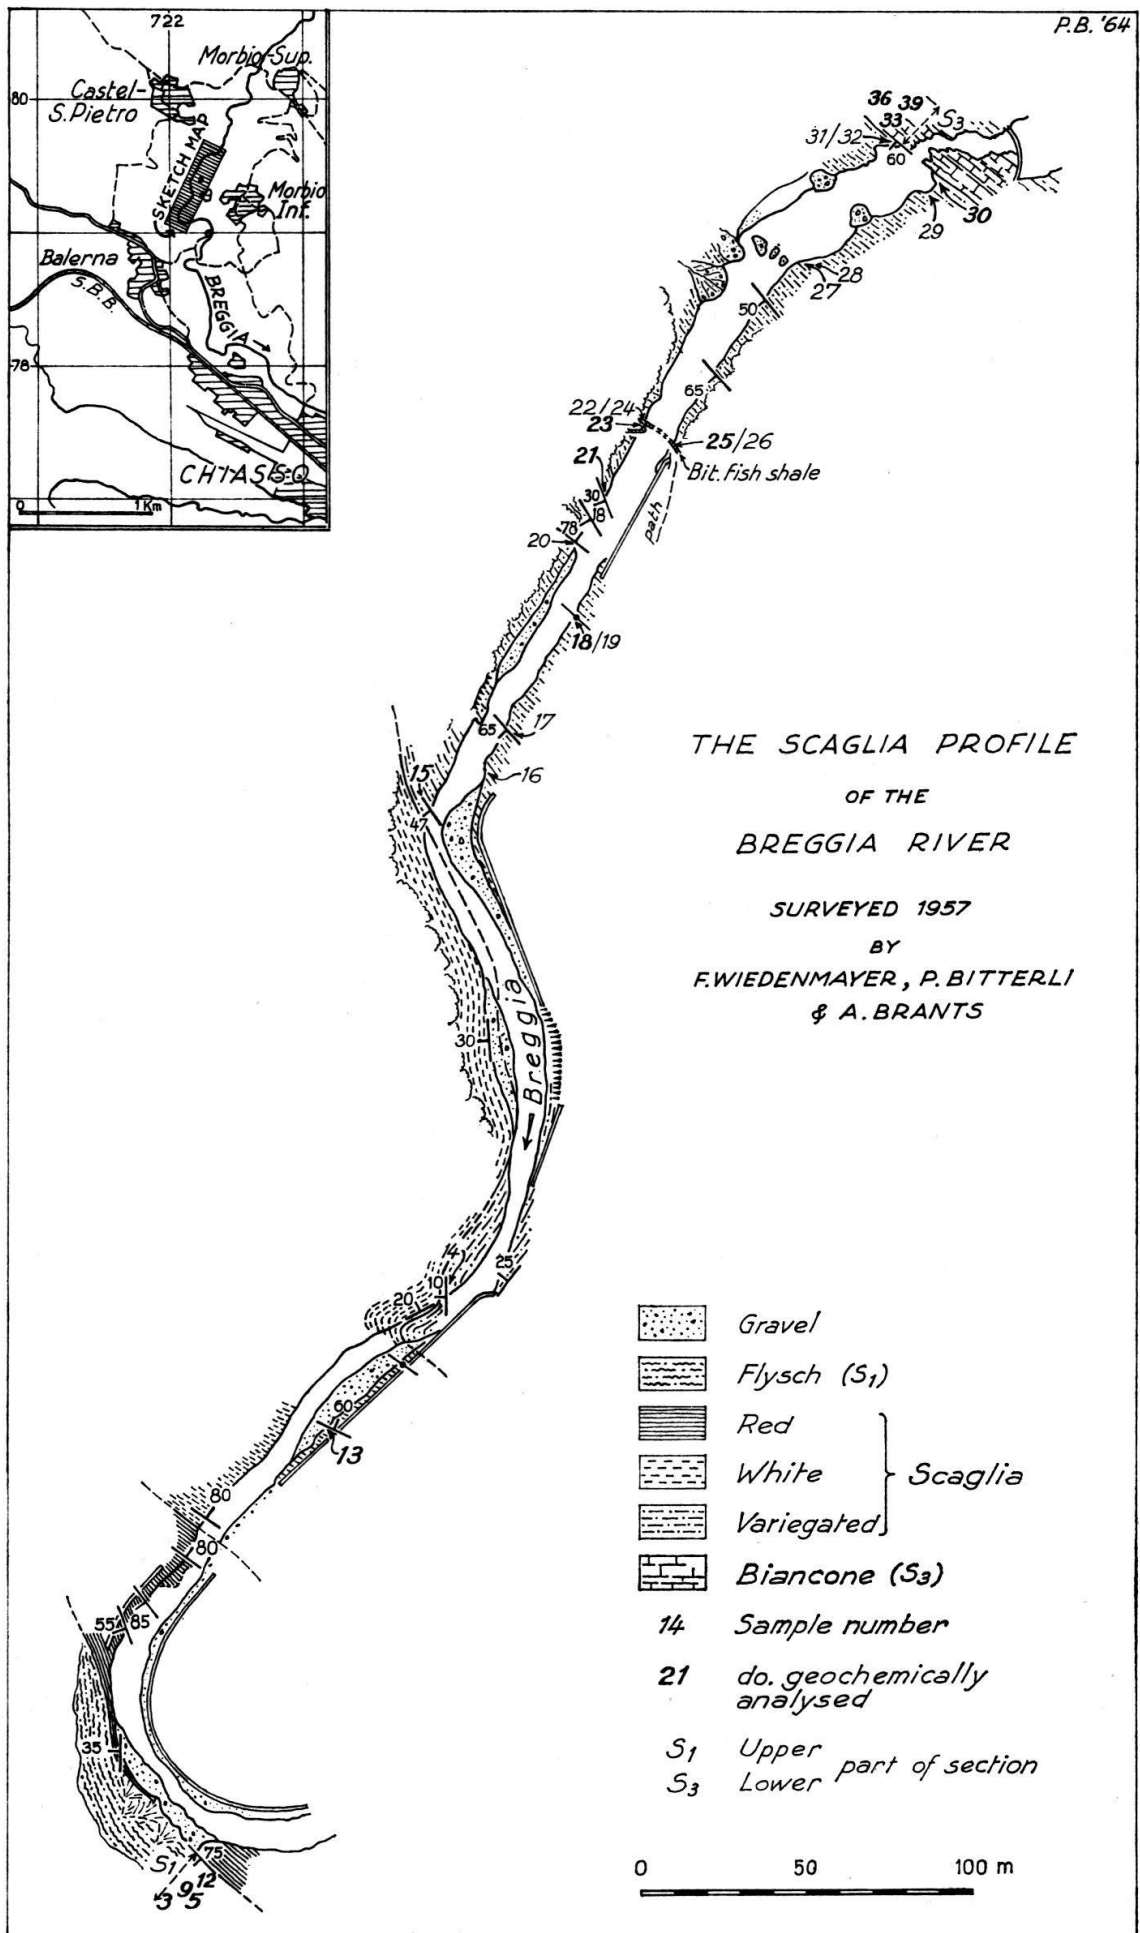 P.B. '64
722
Morbio-Sup.
Castel-
S.Pietro
80
SKETCH MAP
Morbio
Inf.
Balerna
S.B.B.
BREGGIA
78
CHIASSO
0 1 Km
36 39
33
S3
31/32
60
30
29
28
27
50
65
22/24
23
25/26
Bit. fish shale
21
30
18
78
20
path
18/19
65
17
16
15
47
THE SCAGLIA PROFILE
OF THE
BREGGIA RIVER
SURVEYED 1957
BY
F. WIEDENMAYER, P. BITTERLI
& A. BRANTS
30
Breggia
14
25
10
20
60
13
80
80
55
85
35
75
S1
12
9
3 5
Gravel
Flysch (S1)
Red
White
Variegated
Scaglia
Biancone (S3)
14 Sample number
21 do. geochemically
analysed
S1 Upper
S3 Lower
part of section
0 50 100 m